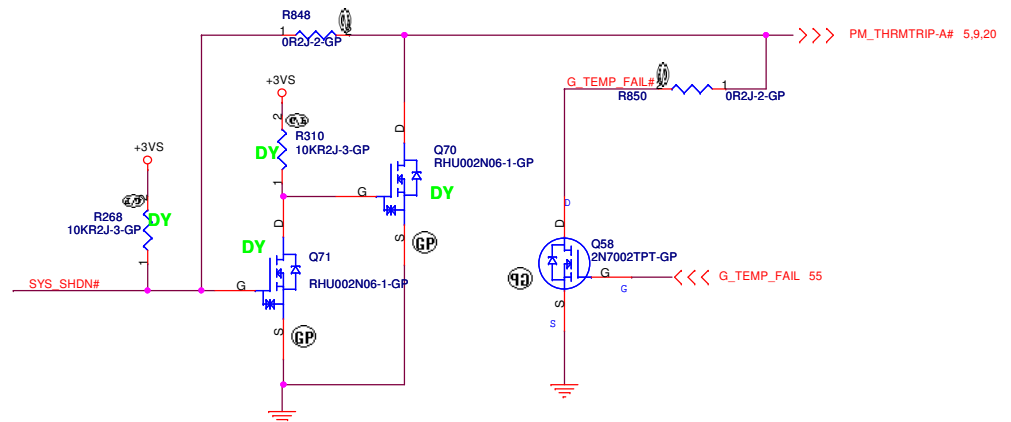 R848
1
0R2J-2-GP
PM_THRMTRIP-A# 5,9,20
G_TEMP_FAIL#
2
1
R850
0R2J-2-GP
+3VS
2
R310
10KR2J-3-GP
DY
1
D
Q70
RHU002N06-1-GP
G
DY
S
GP
+3VS
R268
DY
10KR2J-3-GP
1
D
DY
Q71
RHU002N06-1-GP
SYS_SHDN#
G
S
GP
D
D
Q58
2N7002TPT-GP
GP
G
G_TEMP_FAIL 55
G
S
S